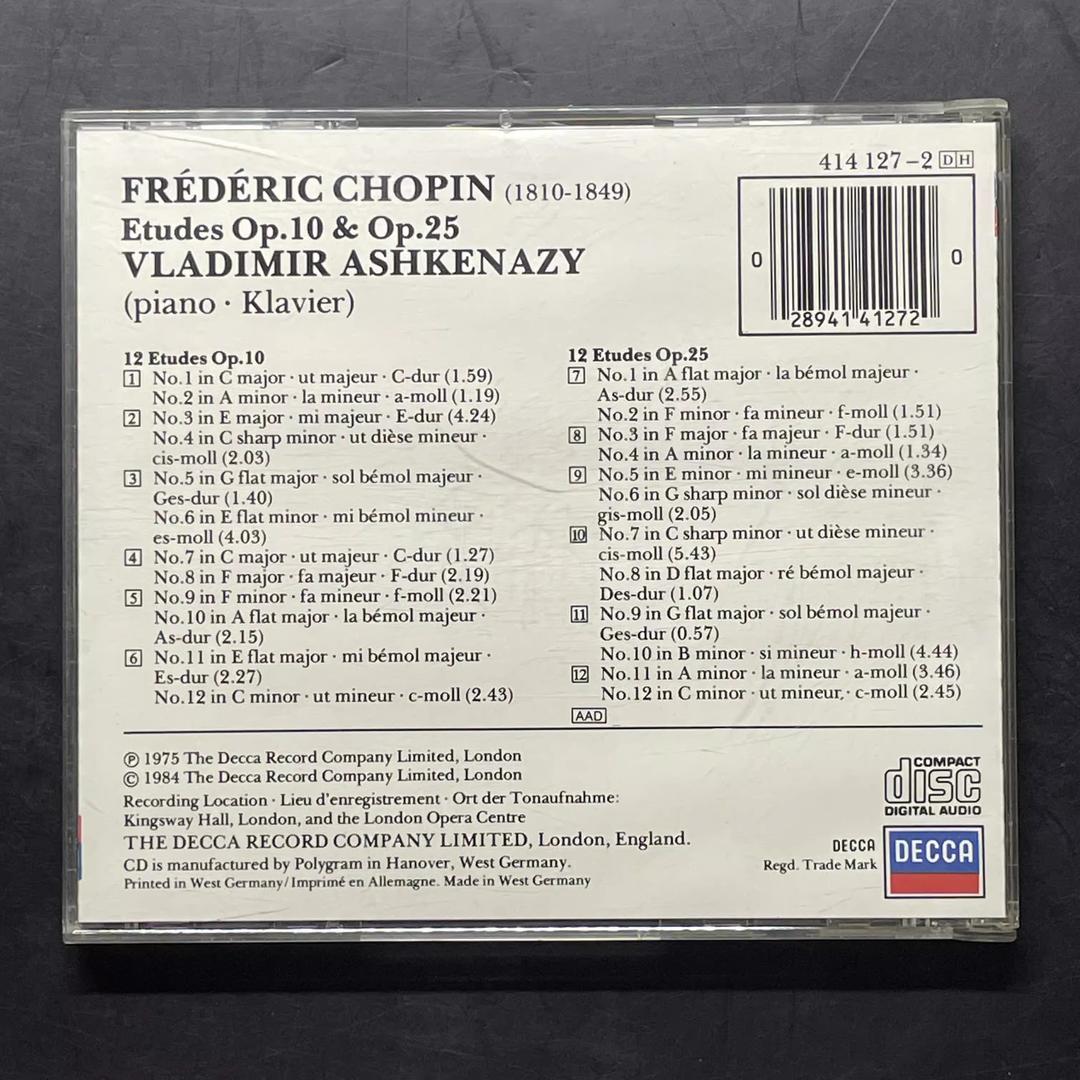 414 127-2 DH
FRÉDÉRIC CHOPIN (1810-1849)
Etudes Op.10 & Op.25
VLADIMIR ASHKENAZY
(piano · Klavier)
0 28941 41272 0
12 Etudes Op.10
1 No.1 in C major · ut majeur · C-dur (1.59)
No.2 in A minor · la mineur · a-moll (1.19)
2 No.3 in E major · mi majeur · E-dur (4.24)
No.4 in C sharp minor · ut dièse mineur ·
cis-moll (2.03)
3 No.5 in G flat major · sol bémol majeur ·
Ges-dur (1.40)
No.6 in E flat minor · mi bémol mineur ·
es-moll (4.03)
4 No.7 in C major · ut majeur · C-dur (1.27)
No.8 in F major · fa majeur · F-dur (2.19)
5 No.9 in F minor · fa mineur · f-moll (2.21)
No.10 in A flat major · la bémol majeur ·
As-dur (2.15)
6 No.11 in E flat major · mi bémol majeur ·
Es-dur (2.27)
No.12 in C minor · ut mineur · c-moll (2.43)
12 Etudes Op.25
7 No.1 in A flat major · la bémol majeur ·
As-dur (2.55)
No.2 in F minor · fa mineur · f-moll (1.51)
8 No.3 in F major · fa majeur · F-dur (1.51)
No.4 in A minor · la mineur · a-moll (1.34)
9 No.5 in E minor · mi mineur · e-moll (3.36)
No.6 in G sharp minor · sol dièse mineur ·
gis-moll (2.05)
10 No.7 in C sharp minor · ut dièse mineur ·
cis-moll (5.43)
No.8 in D flat major · ré bémol majeur ·
Des-dur (1.07)
11 No.9 in G flat major · sol bémol majeur ·
Ges-dur (0.57)
No.10 in B minor · si mineur · h-moll (4.44)
12 No.11 in A minor · la mineur · a-moll (3.46)
No.12 in C minor · ut mineur, · c-moll (2.45)
AAD
℗ 1975 The Decca Record Company Limited, London
© 1984 The Decca Record Company Limited, London
Recording Location · Lieu d'enregistrement · Ort der Tonaufnahme:
Kingsway Hall, London, and the London Opera Centre
THE DECCA RECORD COMPANY LIMITED, London, England.
CD is manufactured by Polygram in Hanover, West Germany.
Printed in West Germany/Imprimé en Allemagne. Made in West Germany
COMPACT
disc
DIGITAL AUDIO
DECCA
Regd. Trade Mark
DECCA